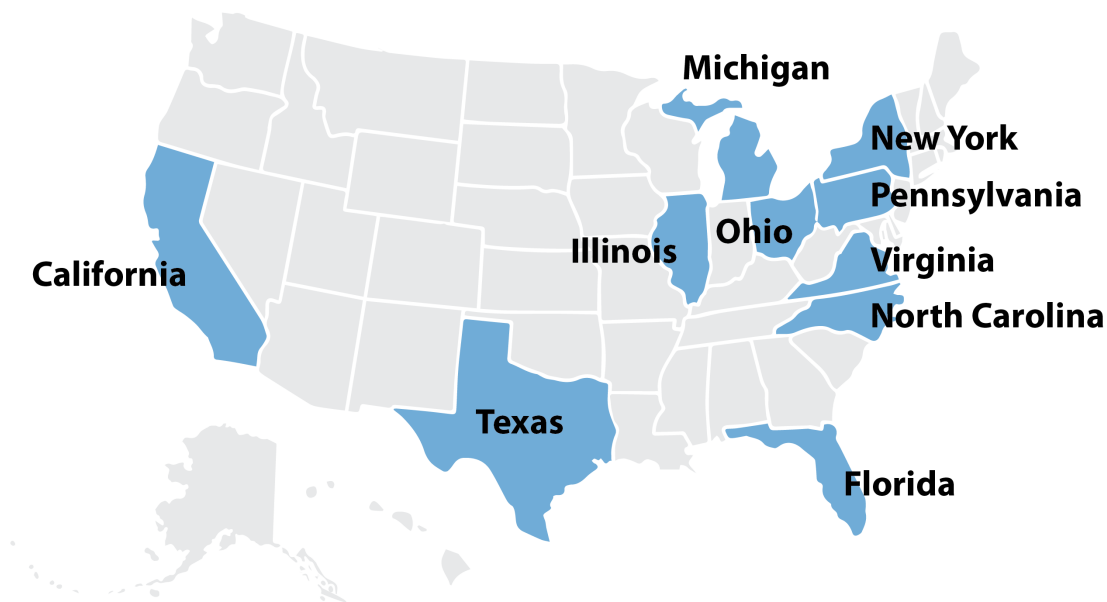 Michigan
New York
Pennsylvania
Ohio
Illinois
Virginia
California
North Carolina
Texas
Florida